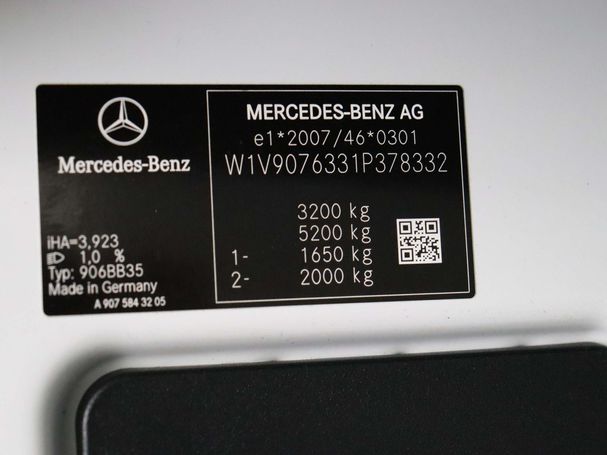 Mercedes-Benz
iHA=3,923
1,0 %
Typ: 906BB35
Made in Germany
A 907 584 32 05
MERCEDES-BENZ AG
e1*2007/46*0301
W1V9076331P378332
3200 kg
5200 kg
1- 1650 kg
2- 2000 kg